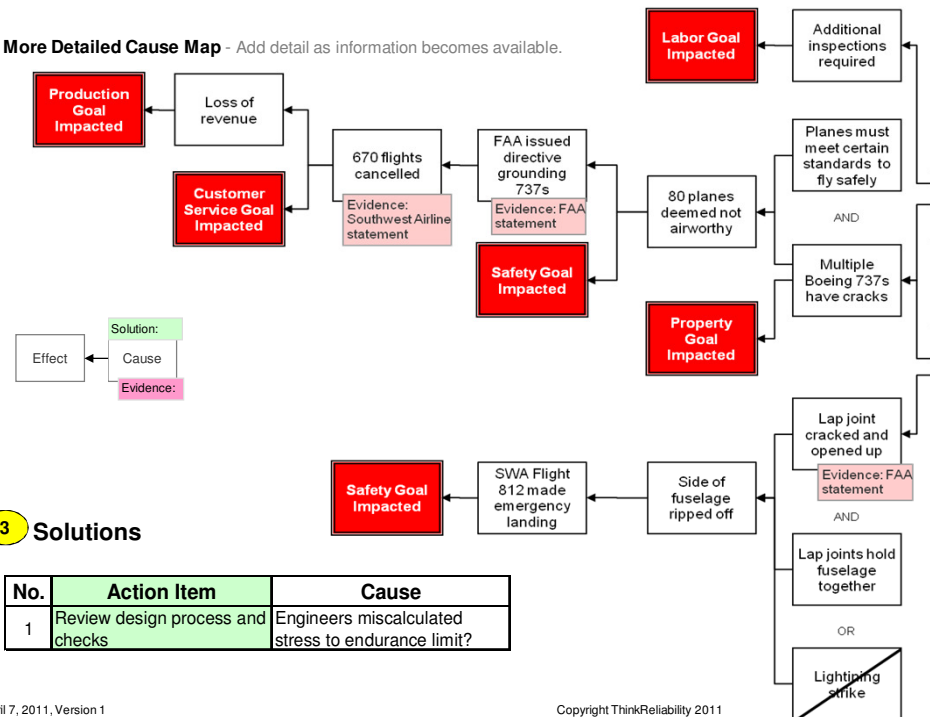 More Detailed Cause Map - Add detail as information becomes available.
Labor Goal
Impacted
Additional
inspections
required
Production
Goal
Impacted
Loss of
revenue
Customer
Service Goal
Impacted
670 flights
cancelled
Evidence:
Southwest Airline
statement
FAA issued
directive
grounding
737s
Evidence: FAA
statement
Safety Goal
Impacted
80 planes
deemed not
airworthy
Planes must
meet certain
standards to
fly safely
AND
Multiple
Boeing 737s
have cracks
Property
Goal
Impacted
Effect
Solution:
Cause
Evidence:
Safety Goal
Impacted
SWA Flight
812 made
emergency
landing
Side of
fuselage
ripped off
Lap joint
cracked and
opened up
Evidence: FAA
statement
AND
Lap joints hold
fuselage
together
OR
Lightining
strike
3 Solutions
No. Action Item Cause
1 Review design process and checks Engineers miscalculated stress to endurance limit?
il 7, 2011, Version 1
Copyright ThinkReliability 2011